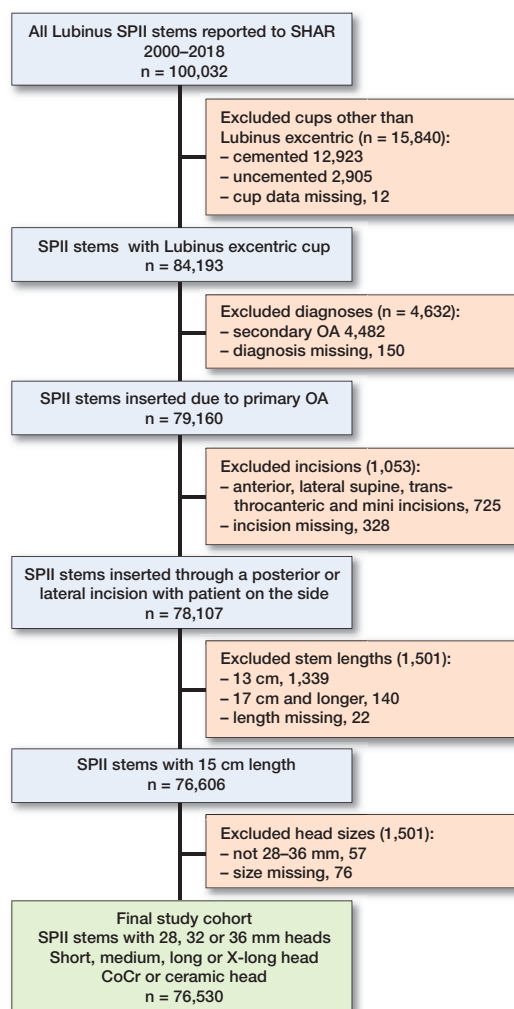 All Lubinus SPII stems reported to SHAR
2000–2018
n = 100,032
Excluded cups other than
Lubinus excentric (n = 15,840):
– cemented 12,923
– uncemented 2,905
– cup data missing, 12
SPII stems with Lubinus excentric cup
n = 84,193
Excluded diagnoses (n = 4,632):
– secondary OA 4,482
– diagnosis missing, 150
SPII stems inserted due to primary OA
n = 79,160
Excluded incisions (1,053):
– anterior, lateral supine, trans-
throcanteric and mini incisions, 725
– incision missing, 328
SPII stems inserted through a posterior or
lateral incision with patient on the side
n = 78,107
Excluded stem lengths (1,501):
– 13 cm, 1,339
– 17 cm and longer, 140
– length missing, 22
SPII stems with 15 cm length
n = 76,606
Excluded head sizes (1,501):
– not 28–36 mm, 57
– size missing, 76
Final study cohort
SPII stems with 28, 32 or 36 mm heads
Short, medium, long or X-long head
CoCr or ceramic head
n = 76,530